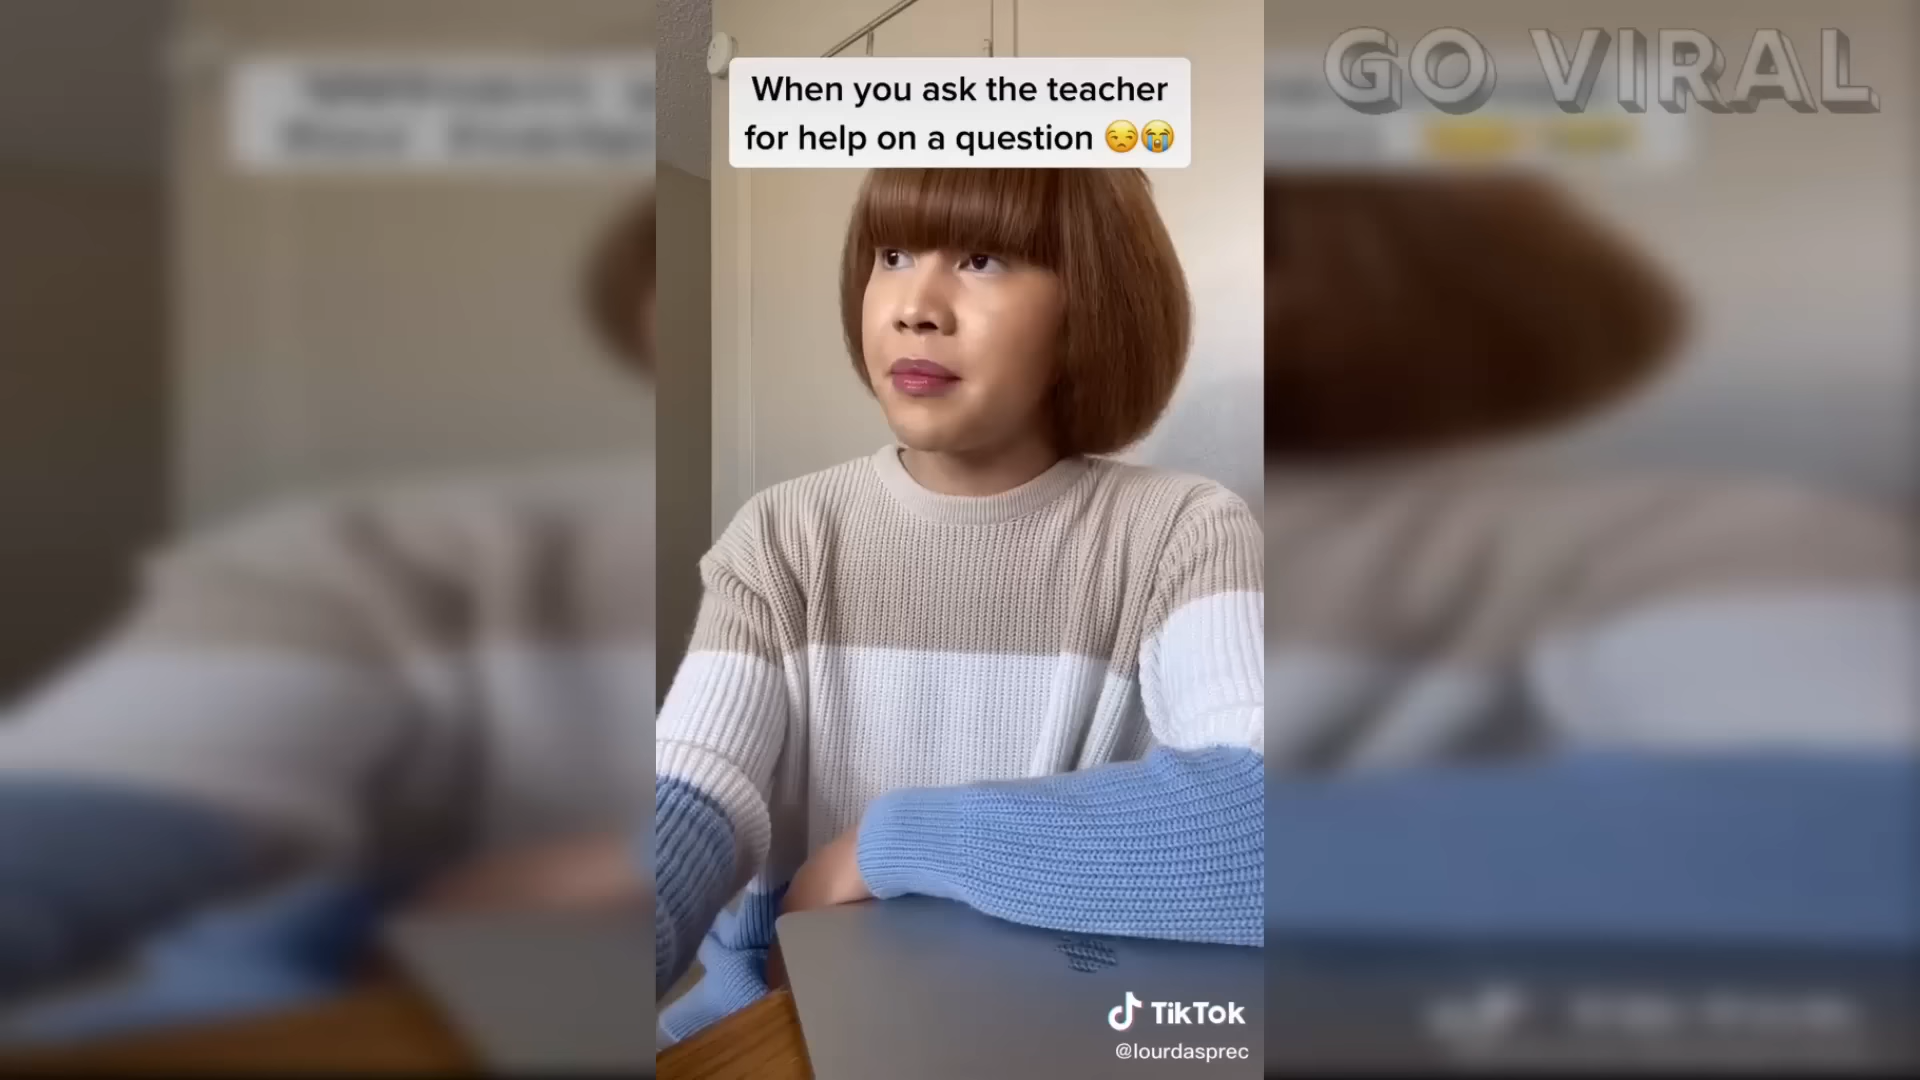 GO VIRAL
When you ask the teacher
for help on a question 😒😭
TikTok
@lourdasprec